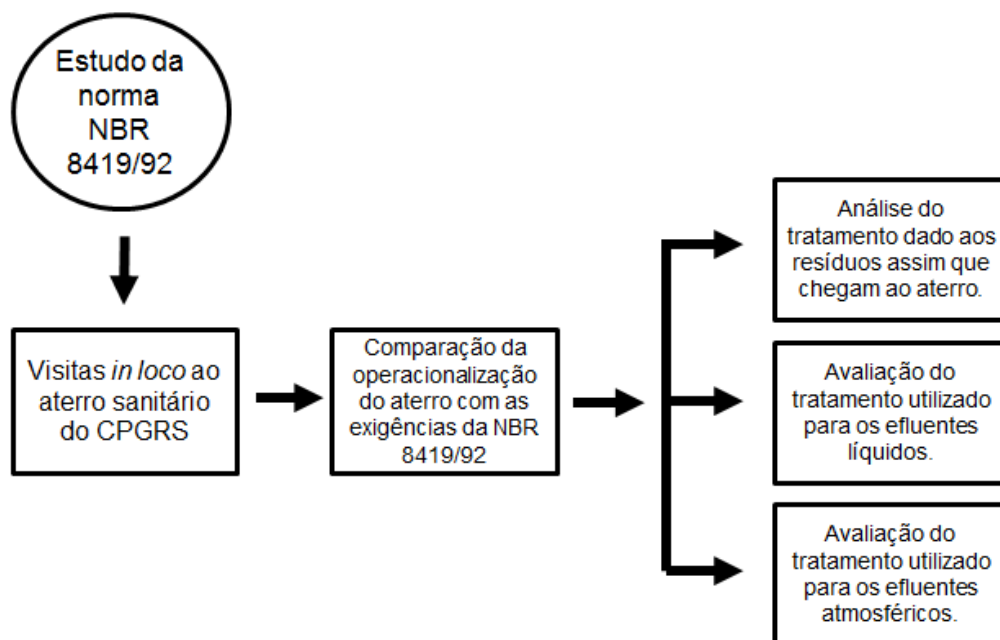 Estudo da
norma
NBR
8419/92
Visitas in loco ao
aterro sanitário
do CPGRS
Comparação da
operacionalização
do aterro com as
exigências da NBR
8419/92
Análise do
tratamento dado aos
resíduos assim que
chegam ao aterro.
Avaliação do
tratamento utilizado
para os efluentes
líquidos.
Avaliação do
tratamento utilizado
para os efluentes
atmosféricos.